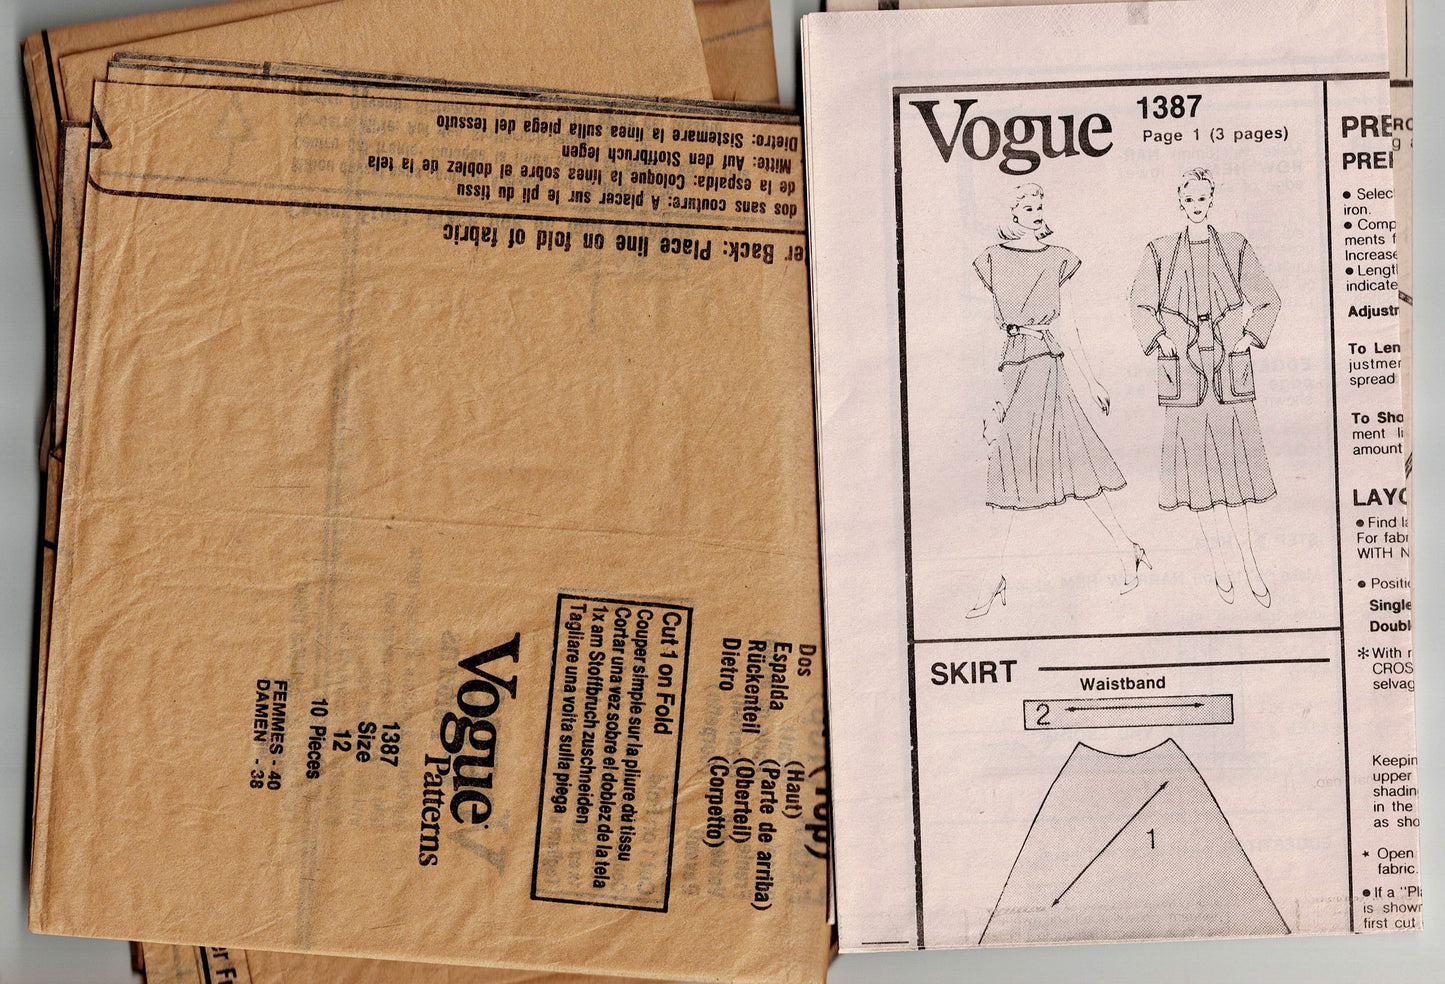 Dietro: Sistemare la linea sulla piega del tessuto
Mitte: Auf den Stoffbruch legen
de la espalda: Coloque la línea sobre el doblez de la tela
dos sans couture: A placer sur le pli du tissu
er Back: Place line on fold of fabric
Dos (Haut)
Espalda (Parte de arriba)
Rückenteil (Oberteil)
Dietro (Corpetto)
Cut 1 on Fold
Couper simple sur la pliure du tissu
Cortar una vez sobre el doblez de la tela
1x am Stoffbruch zuschneiden
Tagliare una volta sulla piega
Vogue
Patterns
1387
Size
12
10 Pieces
FEMMES - 40
DAMEN - 38
er Fr
Vogue
1387
Page 1 (3 pages)
SKIRT
Waistband
2
1
PRE
PRE
● Selec
iron.
● Comp
ments f
Increase
● Lengt
indicate
Adjustr
To Len
justmer
spread
To Sho
ment li
amount
LAYO
● Find la
For fabr
WITH N
● Positio
Single
Doubl
✻ With r
CROS
selvag
Keepin
upper
shadin
in the
as sho
★ Open
fabric.
● If a "Pl
is shown
first cut